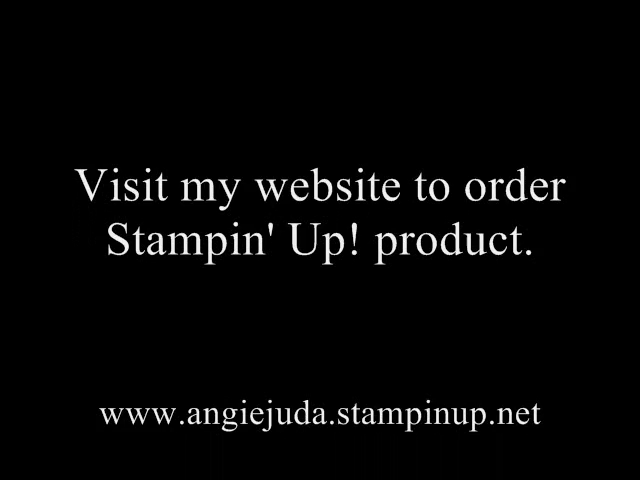 Visit my website to order
Stampin' Up! product.
www.angiejuda.stampinup.net